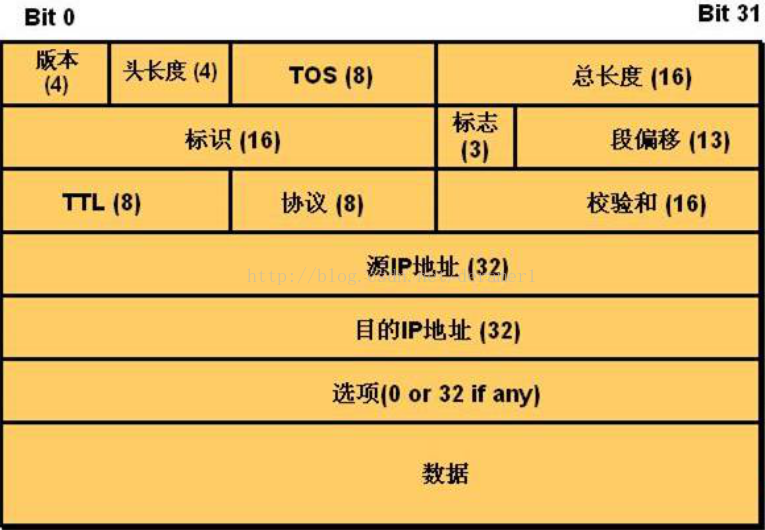 Bit 0 Bit 31
版本 头长度 (4) TOS (8) 总长度 (16)
(4)
标识 (16) 标志 段偏移 (13)
(3)
TTL (8) 协议 (8) 校验和 (16)
源IP地址 (32)
http://blog.
目的IP地址 (32)
选项(0 or 32 if any)
数据